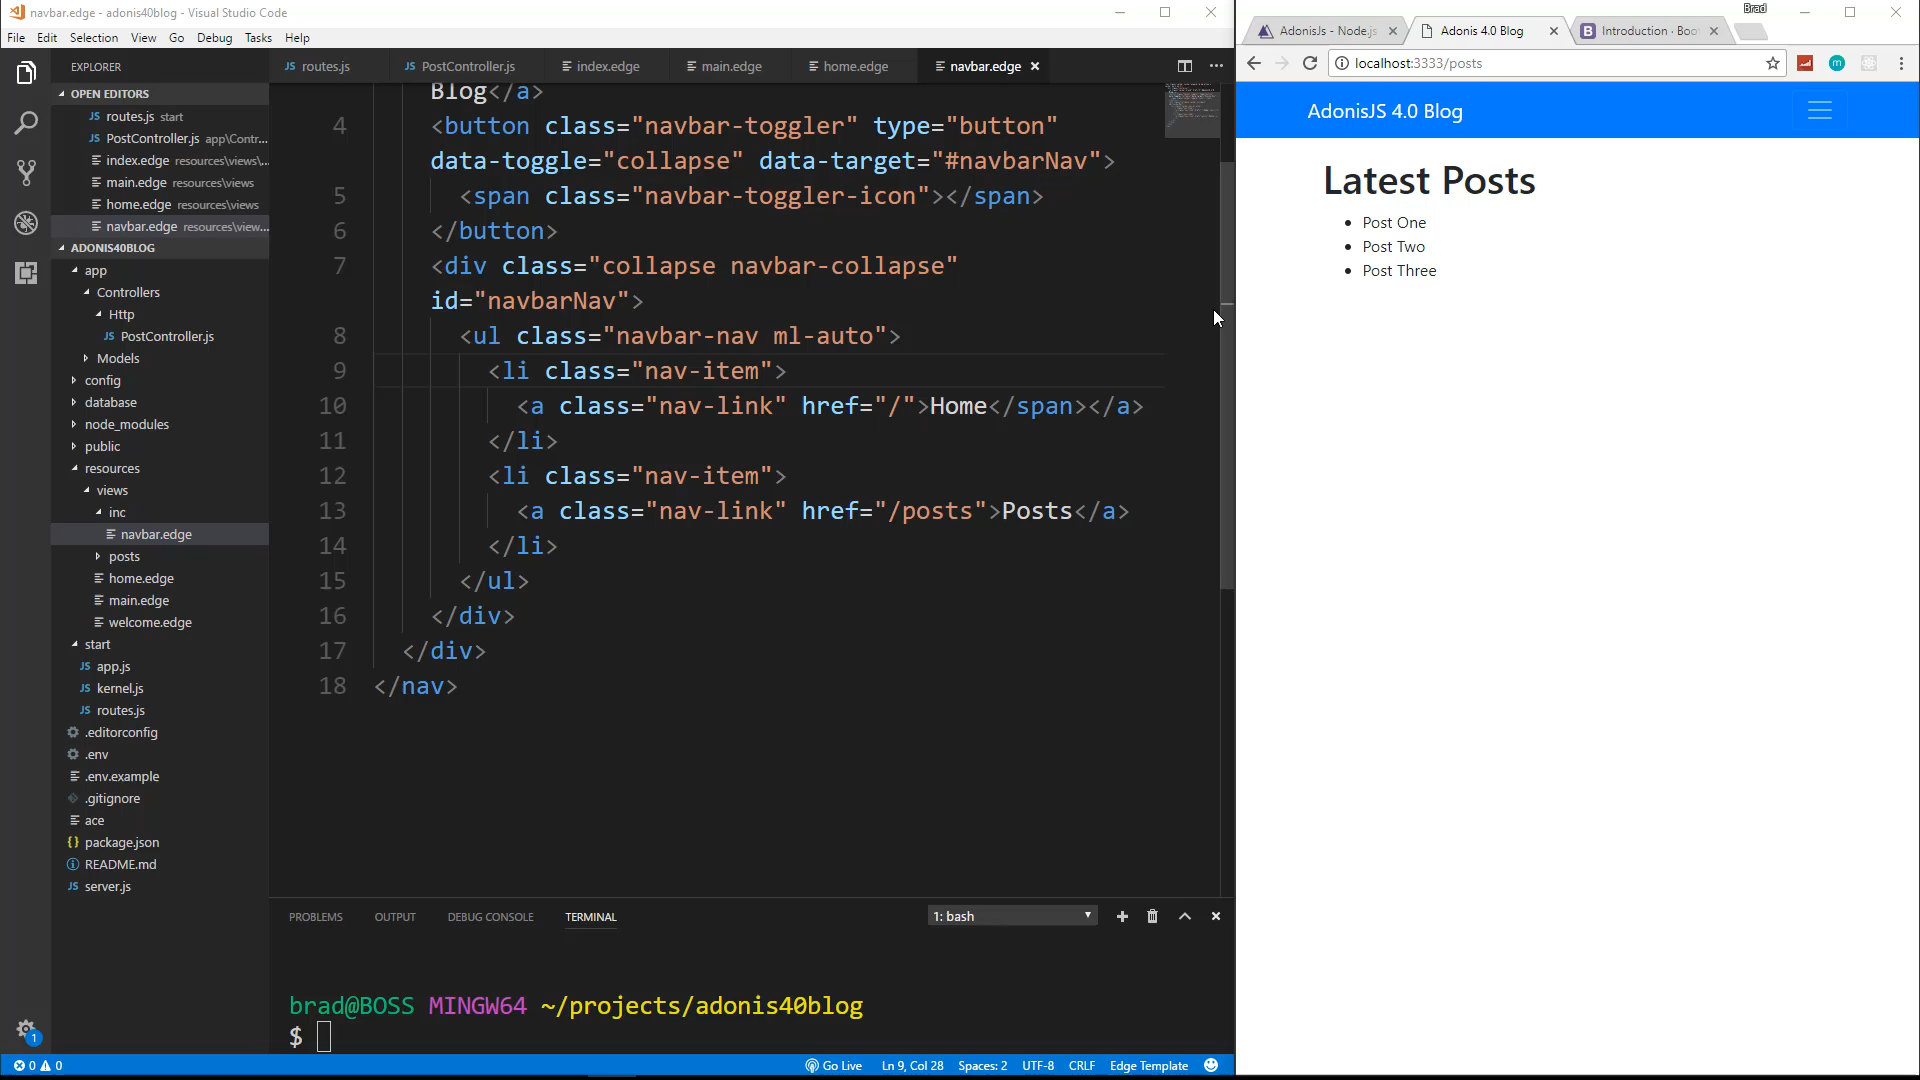 navbar.edge - adonis40blog - Visual Studio Code
File Edit Selection View Go Debug Tasks Help
EXPLORER
OPEN EDITORS
JS routes.js start
JS PostController.js app\Contr...
index.edge resources\views\...
main.edge resources\views
home.edge resources\views
navbar.edge resources\view...
ADONIS40BLOG
app
Controllers
Http
JS PostController.js
Models
config
database
node_modules
public
resources
views
inc
navbar.edge
posts
home.edge
main.edge
welcome.edge
start
JS app.js
JS kernel.js
JS routes.js
.editorconfig
.env
.env.example
.gitignore
ace
{} package.json
README.md
JS server.js
1
JS routes.js JS PostController.js index.edge main.edge home.edge navbar.edge
Blog</a>
4 <button class="navbar-toggler" type="button"
data-toggle="collapse" data-target="#navbarNav">
5 <span class="navbar-toggler-icon"></span>
6 </button>
7 <div class="collapse navbar-collapse"
id="navbarNav">
8 <ul class="navbar-nav ml-auto">
9 <li class="nav-item">
10 <a class="nav-link" href="/">Home</span></a>
11 </li>
12 <li class="nav-item">
13 <a class="nav-link" href="/posts">Posts</a>
14 </li>
15 </ul>
16 </div>
17 </div>
18 </nav>
PROBLEMS OUTPUT DEBUG CONSOLE TERMINAL 1: bash
brad@BOSS MINGW64 ~/projects/adonis40blog
$
0 0 Go Live Ln 9, Col 28 Spaces: 2 UTF-8 CRLF Edge Template
Brad
AdonisJs - Node.js Adonis 4.0 Blog B Introduction · Boo
localhost:3333/posts
AdonisJS 4.0 Blog
Latest Posts
• Post One
• Post Two
• Post Three